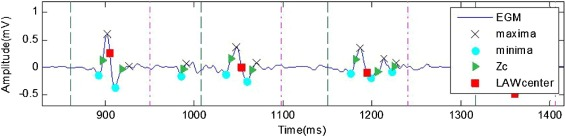 Amplitude(mV)
0.5
0
-0.5
EGM
maxima
minima
Zc
LAWcenter
900
1000
1100
1200
1300
1400
Time(ms)